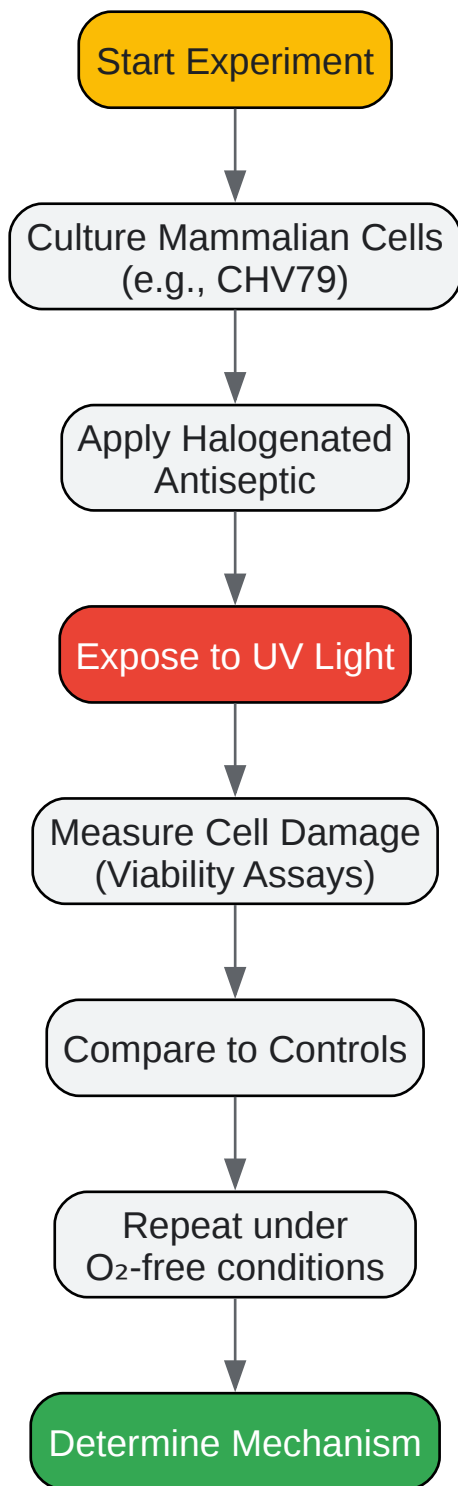 Start Experiment
Culture Mammalian Cells
(e.g., CHV79)
Apply Halogenated
Antiseptic
Expose to UV Light
Measure Cell Damage
(Viability Assays)
Compare to Controls
Repeat under
O₂-free conditions
Determine Mechanism